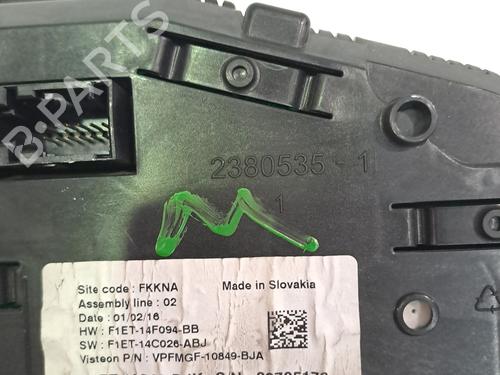 B-PARTS
2380535-1
1
Site code : FKKNA Made in Slovakia
Assembly line : 02
Date : 01/02/16
HW : F1ET-14F094-BB
SW : F1ET-14C026-ABJ
Visteon P/N : VPFMGF-10849-BJA